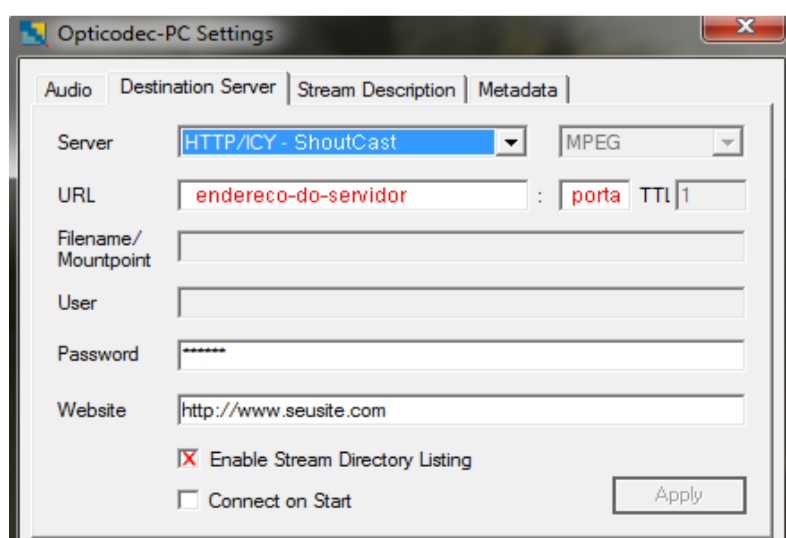 Opticodec-PC Settings
Audio Destination Server Stream Description Metadata
Server HTTP/ICY - ShoutCast MPEG
URL endereco-do-servidor : porta TTL 1
Filename/
Mountpoint
User
Password ******
Website http://www.seusite.com
X Enable Stream Directory Listing
Connect on Start
Apply